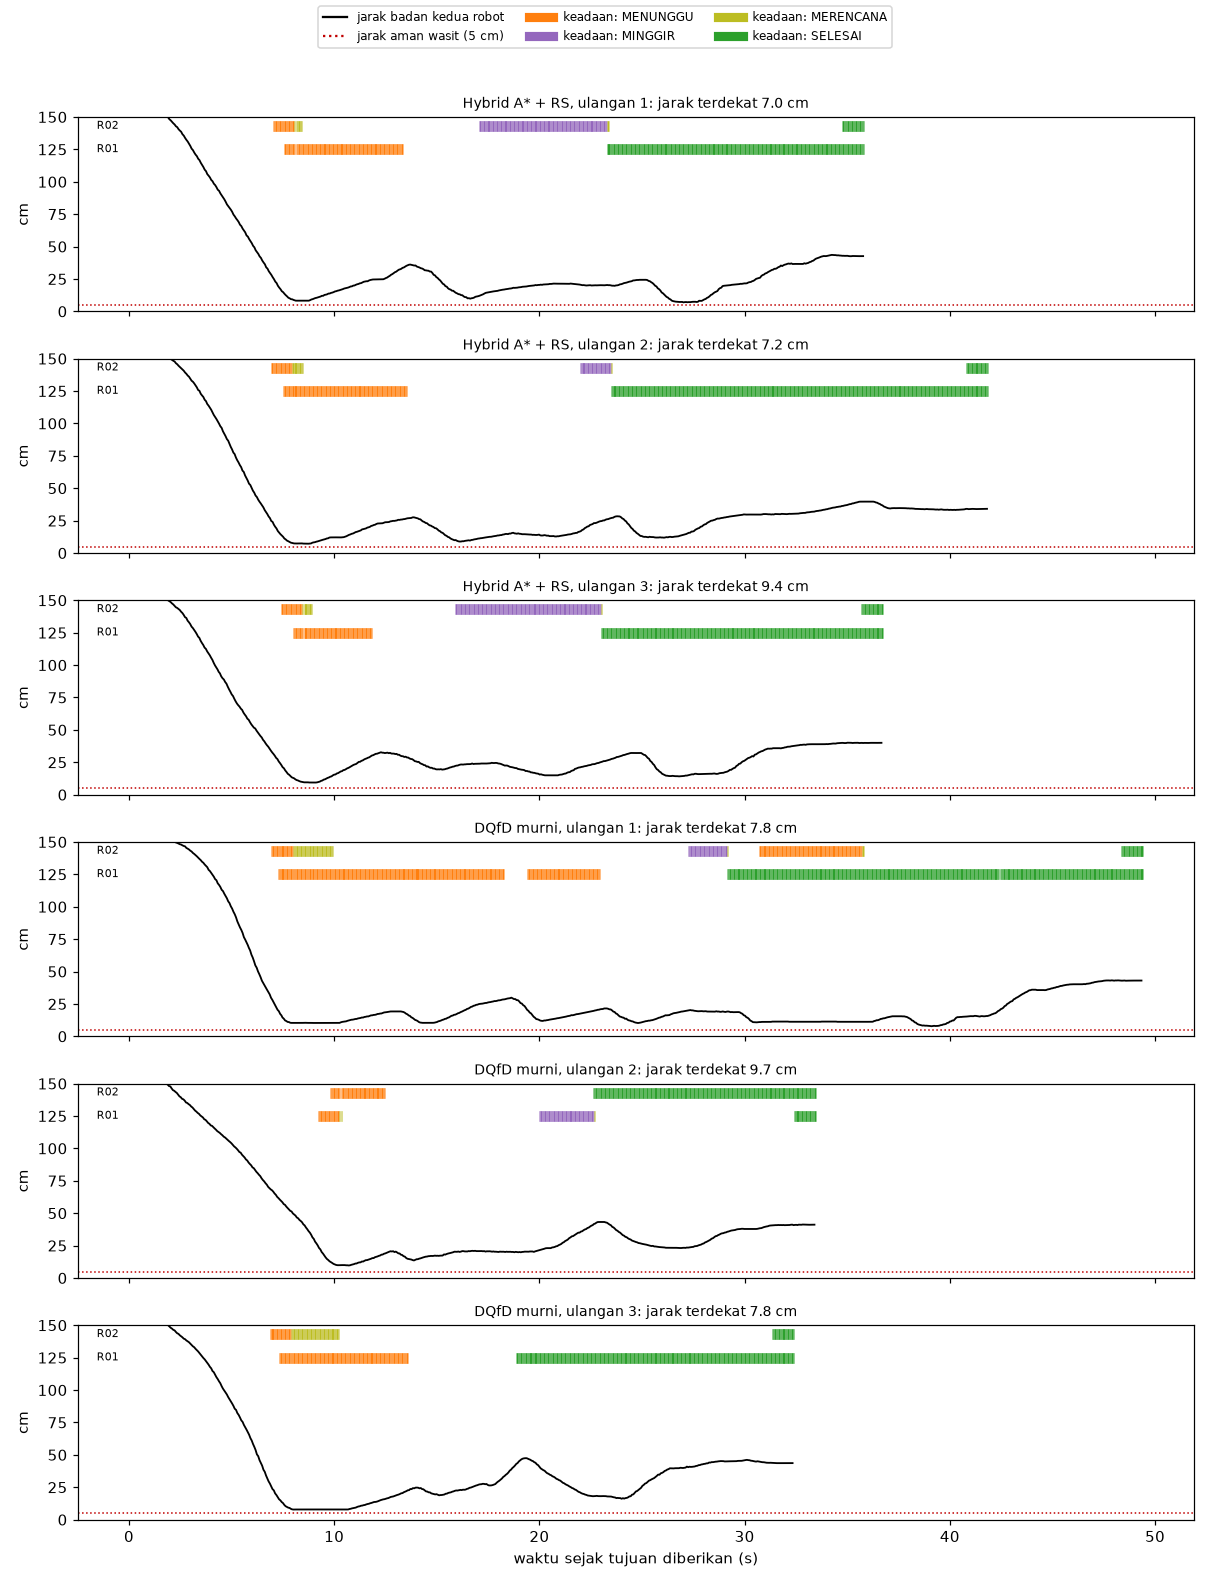 jarak badan kedua robot
jarak aman wasit (5 cm)
keadaan: MENUNGGU
keadaan: MINGGIR
keadaan: MERENCANA
keadaan: SELESAI
Hybrid A* + RS, ulangan 1: jarak terdekat 7.0 cm
150
125
100
75
50
25
0
cm
R02
R01
Hybrid A* + RS, ulangan 2: jarak terdekat 7.2 cm
150
125
100
75
50
25
0
cm
R02
R01
Hybrid A* + RS, ulangan 3: jarak terdekat 9.4 cm
150
125
100
75
50
25
0
cm
R02
R01
DQfD murni, ulangan 1: jarak terdekat 7.8 cm
150
125
100
75
50
25
0
cm
R02
R01
DQfD murni, ulangan 2: jarak terdekat 9.7 cm
150
125
100
75
50
25
0
cm
R02
R01
DQfD murni, ulangan 3: jarak terdekat 7.8 cm
150
125
100
75
50
25
0
cm
R02
R01
0 10 20 30 40 50
waktu sejak tujuan diberikan (s)